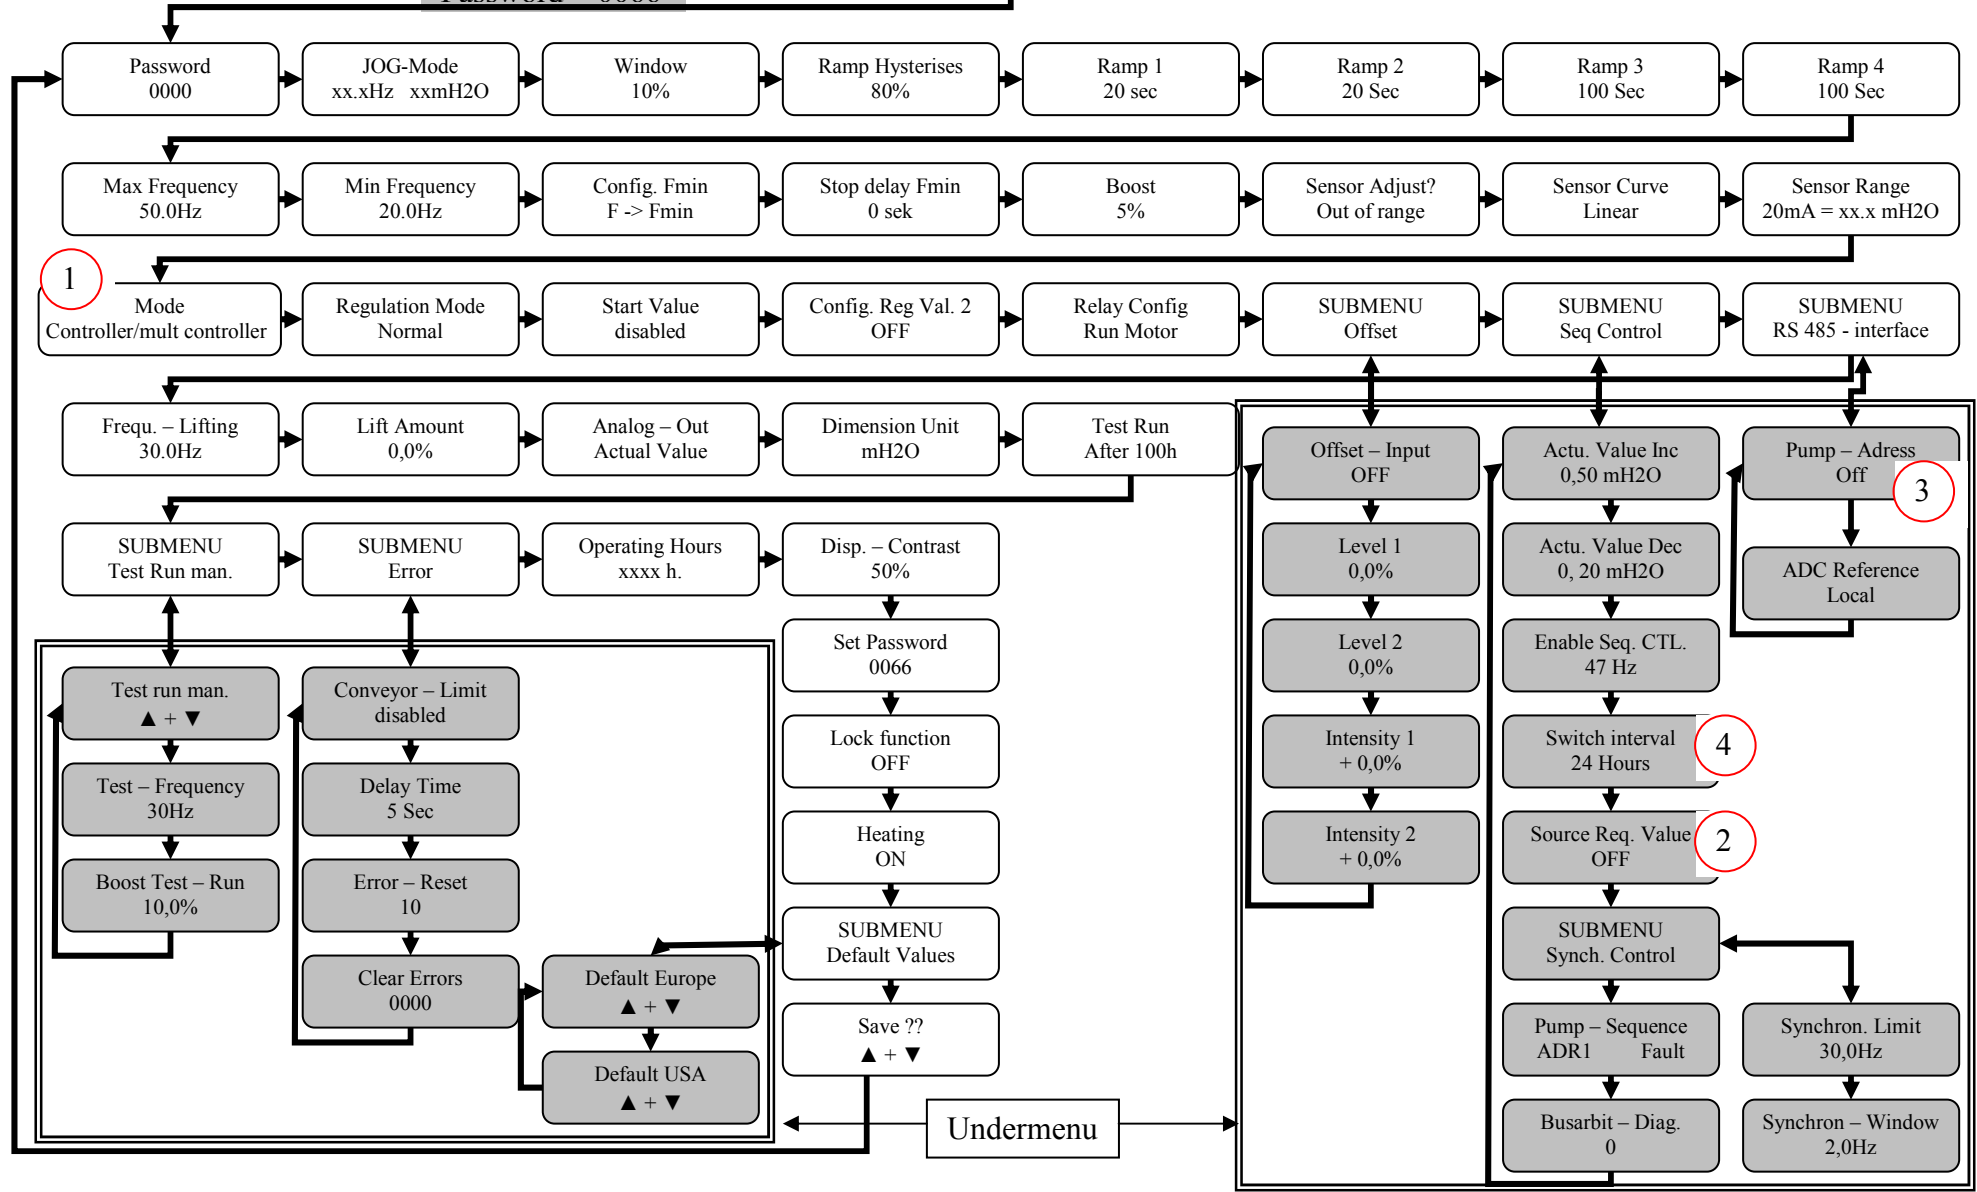 Password
0000
JOG-Mode
xx.xHz xxmH2O
Window
10%
Ramp Hysterises
80%
Ramp 1
20 sec
Ramp 2
20 Sec
Ramp 3
100 Sec
Ramp 4
100 Sec
Max Frequency
50.0Hz
Min Frequency
20.0Hz
Config. Fmin
F -> Fmin
Stop delay Fmin
0 sek
Boost
5%
Sensor Adjust?
Out of range
Sensor Curve
Linear
Sensor Range
20mA = xx.x mH2O
1
Mode
Controller/mult controller
Regulation Mode
Normal
Start Value
disabled
Config. Reg Val. 2
OFF
Relay Config
Run Motor
SUBMENU
Offset
SUBMENU
Seq Control
SUBMENU
RS 485 - interface
Frequ. – Lifting
30.0Hz
Lift Amount
0,0%
Analog – Out
Actual Value
Dimension Unit
mH2O
Test Run
After 100h
SUBMENU
Test Run man.
SUBMENU
Error
Operating Hours
xxxx h.
Disp. – Contrast
50%
Set Password
0066
Lock function
OFF
Heating
ON
SUBMENU
Default Values
Save ??
▲ + ▼
Test run man.
▲ + ▼
Test – Frequency
30Hz
Boost Test – Run
10,0%
Conveyor – Limit
disabled
Delay Time
5 Sec
Error – Reset
10
Clear Errors
0000
Default Europe
▲ + ▼
Default USA
▲ + ▼
Undermenu
Offset – Input
OFF
Level 1
0,0%
Level 2
0,0%
Intensity 1
+ 0,0%
Intensity 2
+ 0,0%
Actu. Value Inc
0,50 mH2O
Actu. Value Dec
0, 20 mH2O
Enable Seq. CTL.
47 Hz
Switch interval
24 Hours
4
Source Req. Value
OFF
2
SUBMENU
Synch. Control
Pump – Sequence
ADR1 Fault
Busarbit – Diag.
0
Pump – Adress
Off
3
ADC Reference
Local
Synchron. Limit
30,0Hz
Synchron – Window
2,0Hz